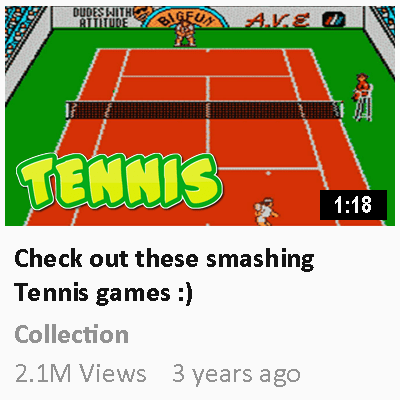 DUDES WITH
ATTITUDE
BIGFUN
A.V.E
TENNIS
1:18
Check out these smashing
Tennis games :)
Collection
2.1M Views 3 years ago